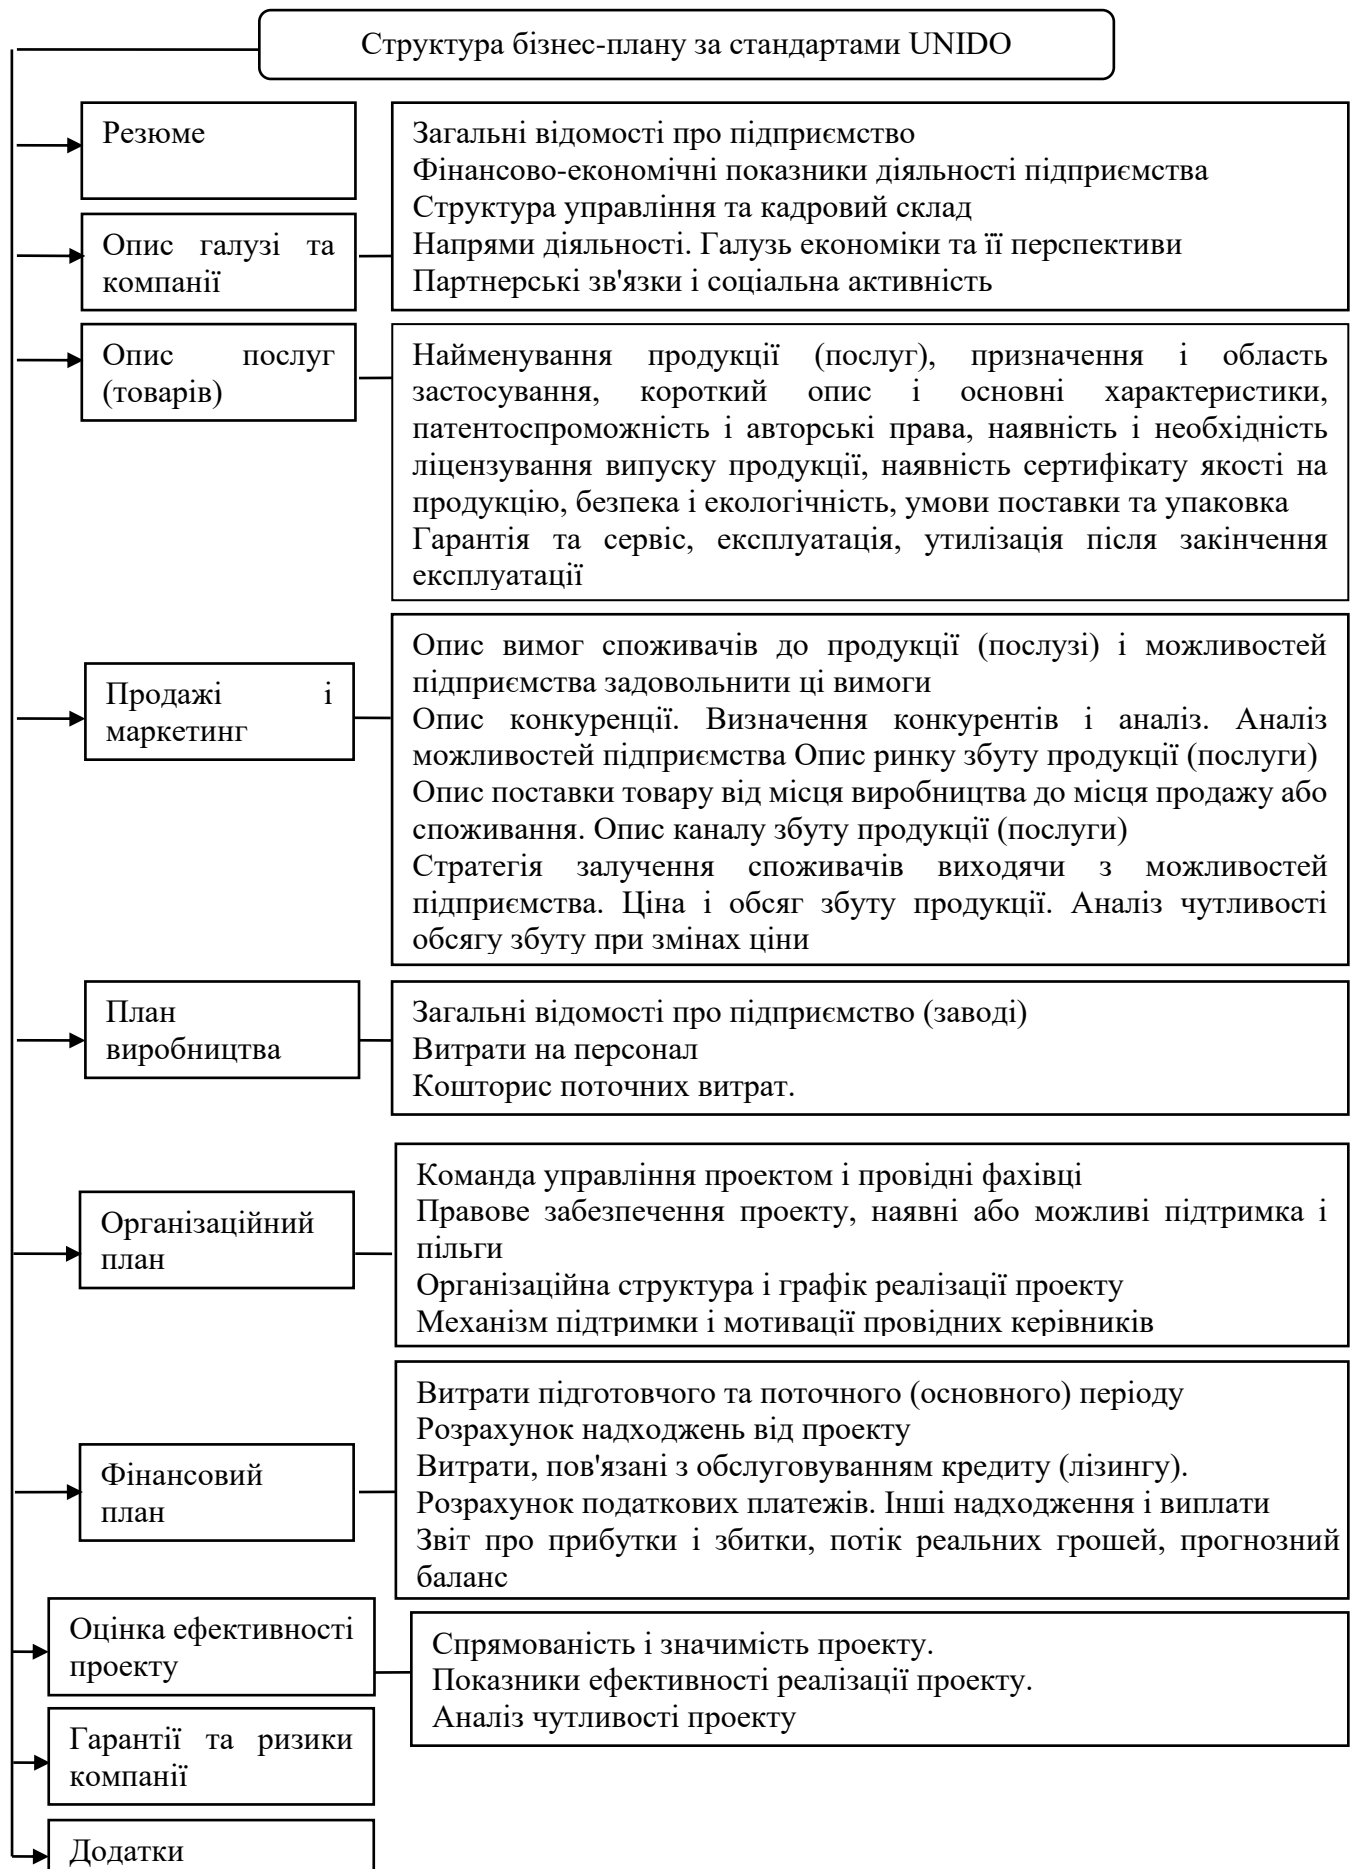 Структура бізнес-плану за стандартами UNIDO
Резюме
Опис галузі та
компанії
Загальні відомості про підприємство
Фінансово-економічні показники діяльності підприємства
Структура управління та кадровий склад
Напрями діяльності. Галузь економіки та її перспективи
Партнерські зв'язки і соціальна активність
Опис послуг
(товарів)
Найменування продукції (послуг), призначення і область
застосування, короткий опис і основні характеристики,
патентоспроможність і авторські права, наявність і необхідність
ліцензування випуску продукції, наявність сертифікату якості на
продукцію, безпека і екологічність, умови поставки та упаковка
Гарантія та сервіс, експлуатація, утилізація після закінчення
експлуатації
Продажі і
маркетинг
Опис вимог споживачів до продукції (послузі) і можливостей
підприємства задовольнити ці вимоги
Опис конкуренції. Визначення конкурентів і аналіз. Аналіз
можливостей підприємства Опис ринку збуту продукції (послуги)
Опис поставки товару від місця виробництва до місця продажу або
споживання. Опис каналу збуту продукції (послуги)
Стратегія залучення споживачів виходячи з можливостей
підприємства. Ціна і обсяг збуту продукції. Аналіз чутливості
обсягу збуту при змінах ціни
План
виробництва
Загальні відомості про підприємство (заводі)
Витрати на персонал
Кошторис поточних витрат.
Організаційний
план
Команда управління проектом і провідні фахівці
Правове забезпечення проекту, наявні або можливі підтримка і
пільги
Організаційна структура і графік реалізації проекту
Механізм підтримки і мотивації провідних керівників
Фінансовий
план
Витрати підготовчого та поточного (основного) періоду
Розрахунок надходжень від проекту
Витрати, пов'язані з обслуговуванням кредиту (лізингу).
Розрахунок податкових платежів. Інші надходження і виплати
Звіт про прибутки і збитки, потік реальних грошей, прогнозний
баланс
Оцінка ефективності
проекту
Спрямованість і значимість проекту.
Показники ефективності реалізації проекту.
Аналіз чутливості проекту
Гарантії та ризики
компанії
Додатки